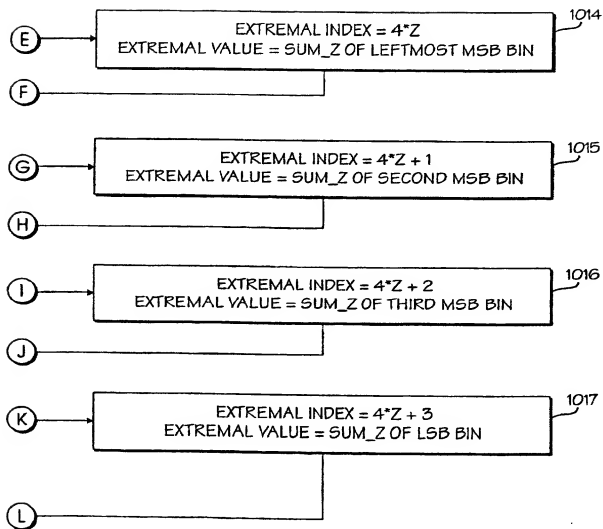 1014
E
EXTREMAL INDEX = 4*Z
EXTREMAL VALUE = SUM_Z OF LEFTMOST MSB BIN
F
1015
G
EXTREMAL INDEX = 4*Z + 1
EXTREMAL VALUE = SUM_Z OF SECOND MSB BIN
H
1016
I
EXTREMAL INDEX = 4*Z + 2
EXTREMAL VALUE = SUM_Z OF THIRD MSB BIN
J
1017
K
EXTREMAL INDEX = 4*Z + 3
EXTREMAL VALUE = SUM_Z OF LSB BIN
L